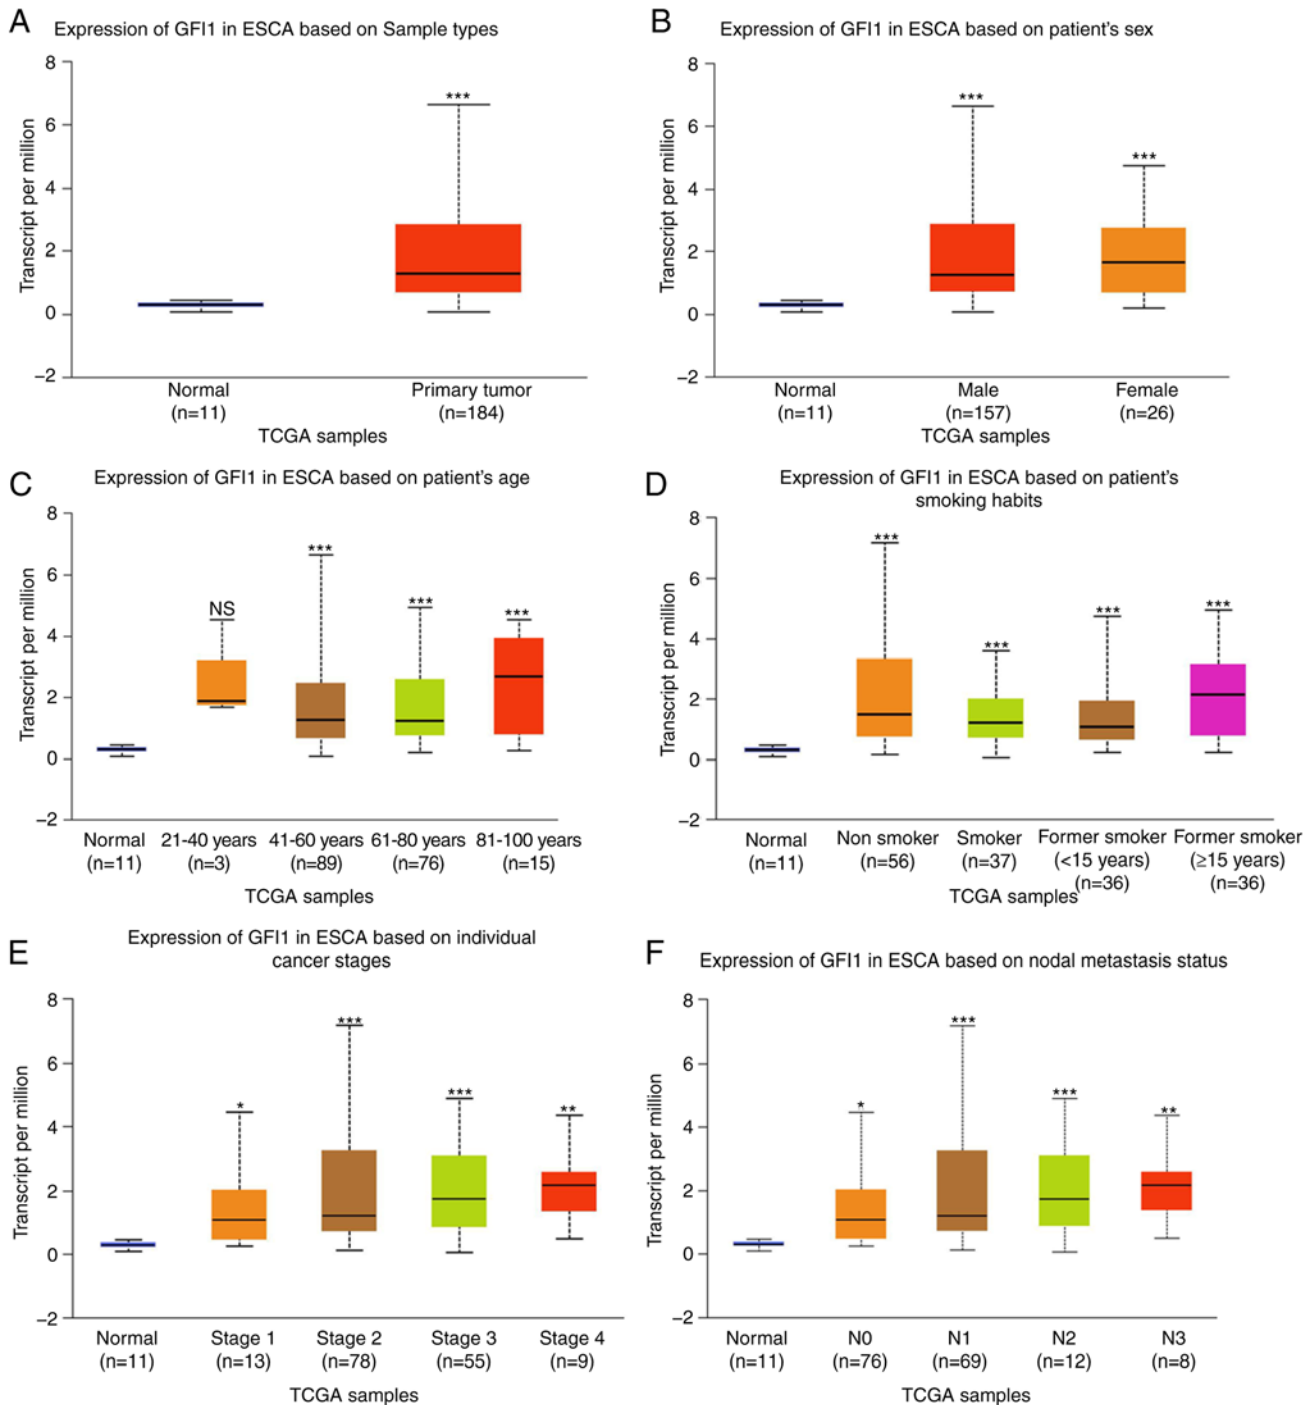 A
Expression of GFI1 in ESCA based on Sample types
8
6
4
2
0
−2
Transcript per million
***
Normal
(n=11)
Primary tumor
(n=184)
TCGA samples
B
Expression of GFI1 in ESCA based on patient's sex
8
6
4
2
0
−2
Transcript per million
***
***
Normal
(n=11)
Male
(n=157)
Female
(n=26)
TCGA samples
C
Expression of GFI1 in ESCA based on patient's age
8
6
4
2
0
−2
Transcript per million
NS
***
***
***
Normal
(n=11)
21-40 years
(n=3)
41-60 years
(n=89)
61-80 years
(n=76)
81-100 years
(n=15)
TCGA samples
D
Expression of GFI1 in ESCA based on patient's
smoking habits
8
6
4
2
0
−2
Transcript per million
***
***
***
***
Normal
(n=11)
Non smoker
(n=56)
Smoker
(n=37)
Former smoker
(<15 years)
(n=36)
Former smoker
(≥15 years)
(n=36)
TCGA samples
E
Expression of GFI1 in ESCA based on individual
cancer stages
8
6
4
2
0
−2
Transcript per million
*
***
***
**
Normal
(n=11)
Stage 1
(n=13)
Stage 2
(n=78)
Stage 3
(n=55)
Stage 4
(n=9)
TCGA samples
F
Expression of GFI1 in ESCA based on nodal metastasis status
8
6
4
2
0
−2
Transcript per million
*
***
***
**
Normal
(n=11)
N0
(n=76)
N1
(n=69)
N2
(n=12)
N3
(n=8)
TCGA samples